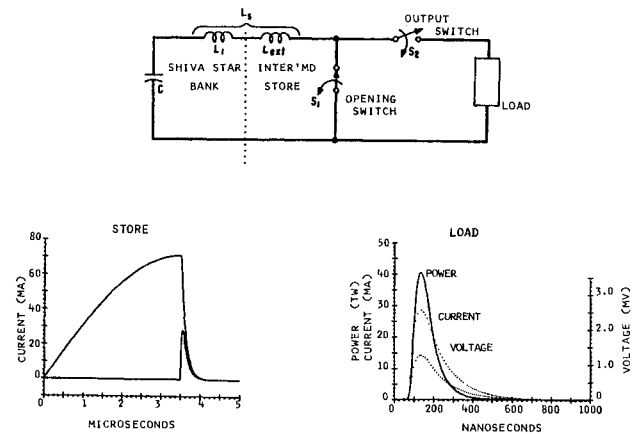 Ls
L1
Lext
OUTPUT
SWITCH
S2
C
SHIVA STAR
BANK
INTER'MD
STORE
S1
OPENING
SWITCH
LOAD
STORE
80
60
40
20
0
CURRENT (MA)
0
1
2
3
4
5
MICROSECONDS
LOAD
50
40
30
20
10
0
POWER (TW)
CURRENT (MA)
POWER
CURRENT
VOLTAGE
3.0
2.0
1.0
0
VOLTAGE (MV)
0
200
400
600
800
1000
NANOSECONDS